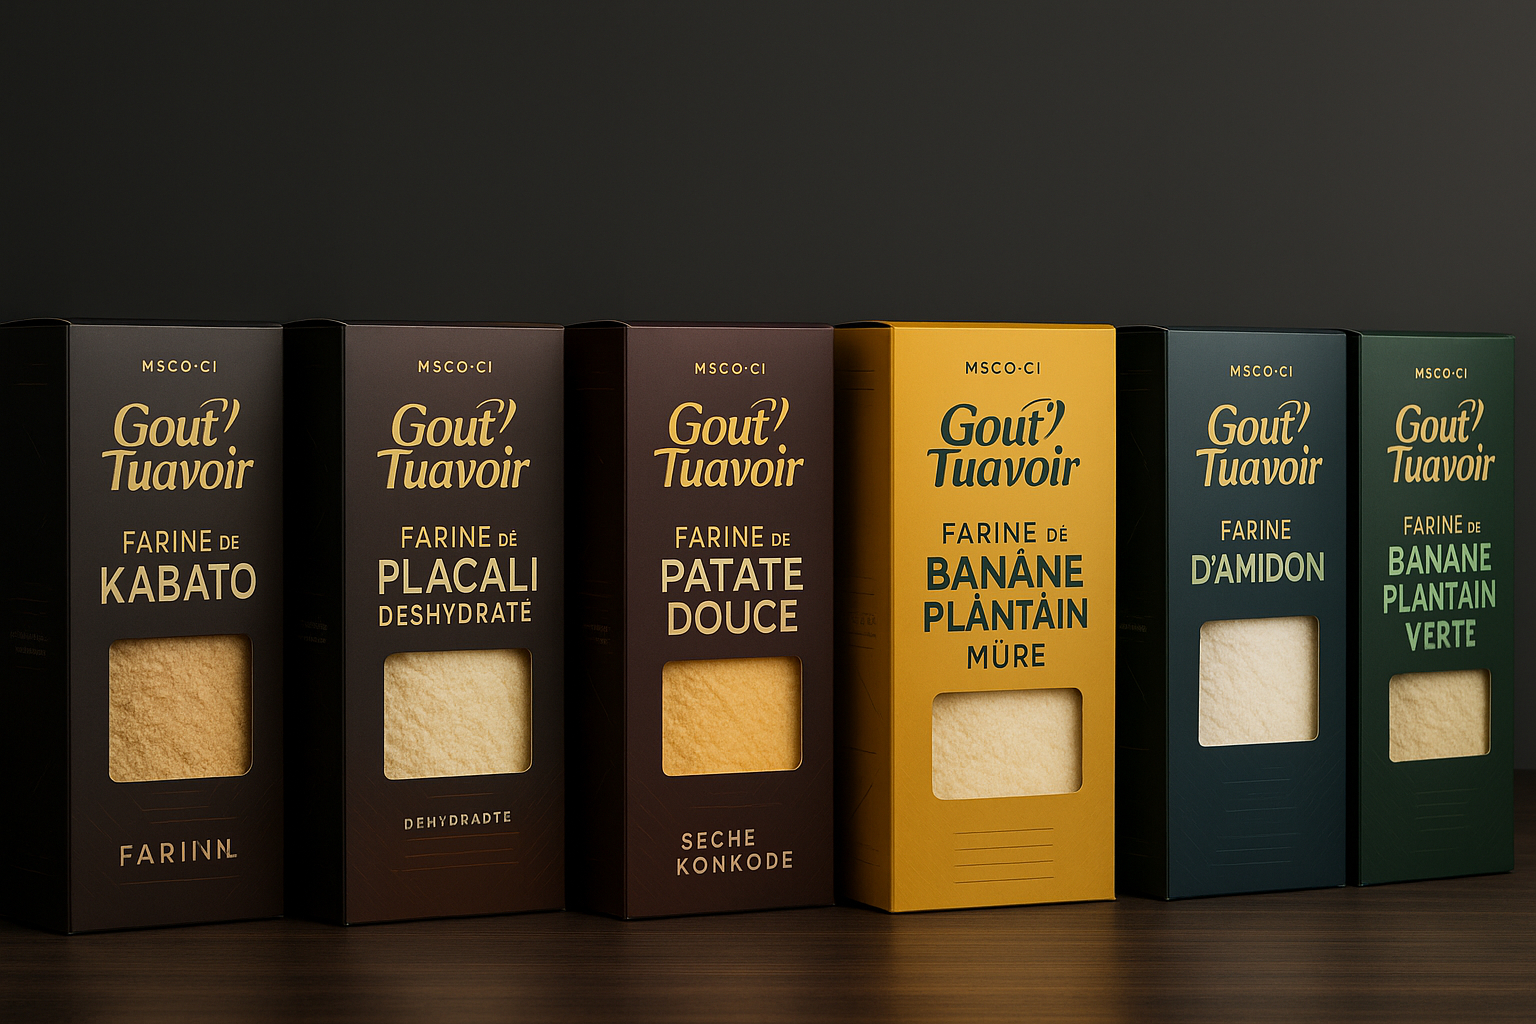 MSCO·CI
Gout'
Tuavoir
FARINE DE
KABATO
FARINNL
MSCO·CI
Gout'
Tuavoir
FARINE DÉ
PLACALI
DESHYDRATÉ
DEHYDRADTE
MSCO·CI
Gout'
Tuavoir
FARINE DE
PATATE
DOUCE
SECHE
KONKODE
MSCO-CI
Gout'
Tuavoir
FARINE DÉ
BANÂNE
PLȦNTȦIN
MÜRE
MSCO·CI
Gout'
Tuavoir
FARINE
D'AMIDON
MSCO·CI
Gout'
Tuavoir
FARINE DE
BANANE
PLANTAIN
VERTE